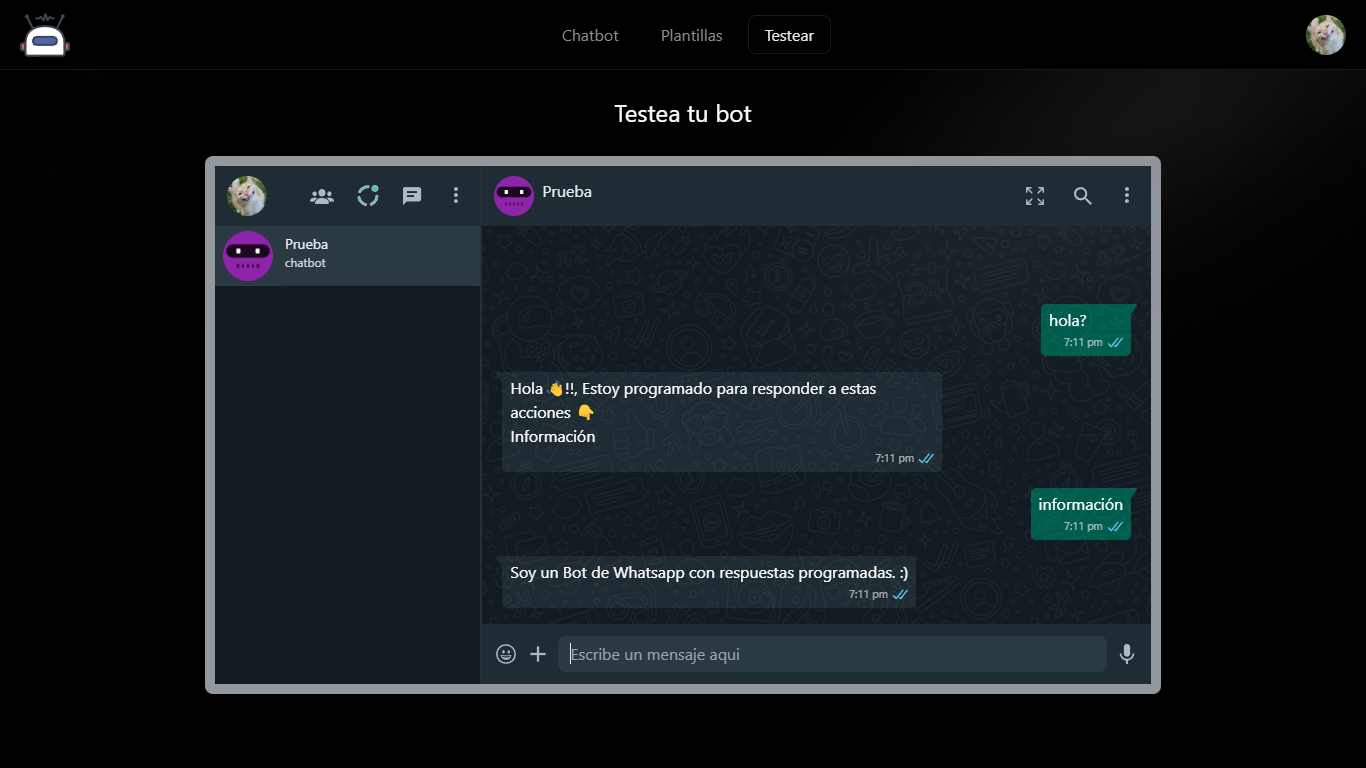 Chatbot Plantillas Testear
Testea tu bot
Prueba
chatbot
Prueba
hola?
7:11 pm
Hola 👋!!, Estoy programado para responder a estas
acciones 👇
Información
7:11 pm
información
7:11 pm
Soy un Bot de Whatsapp con respuestas programadas. :)
7:11 pm
Escribe un mensaje aqui